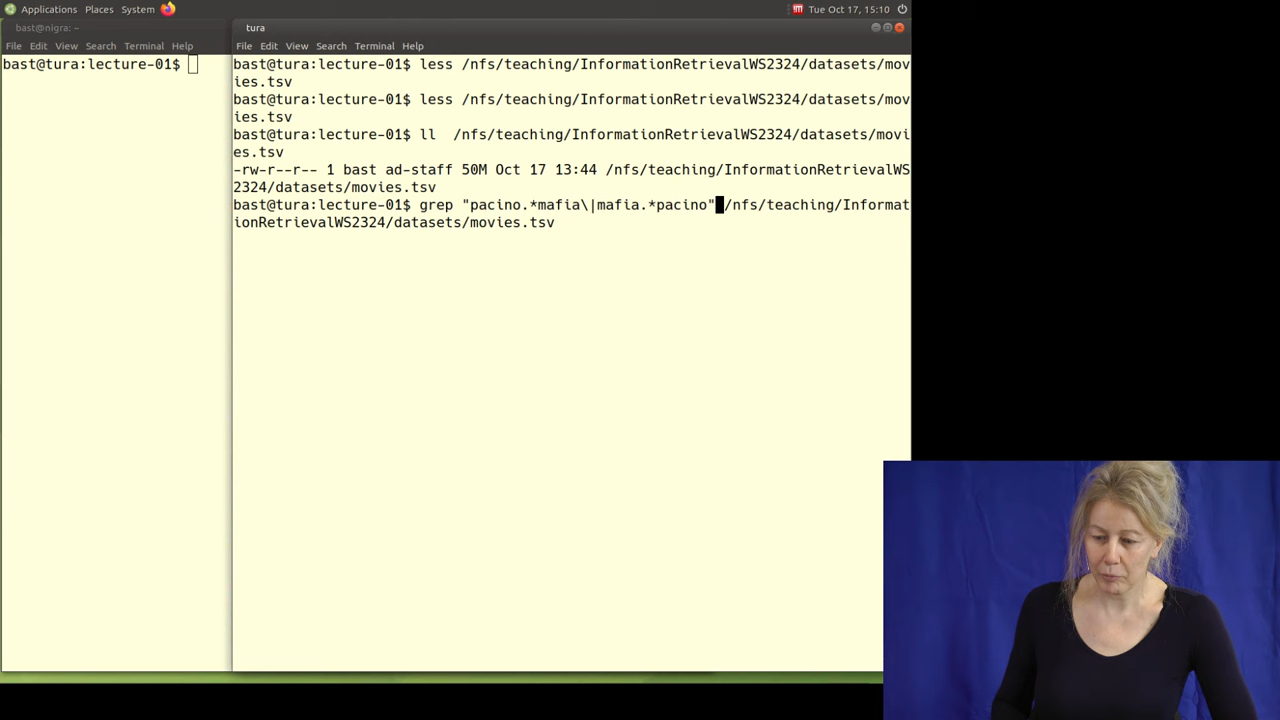 Applications Places System
Tue Oct 17, 15:10
bast@nigra: ~
File Edit View Search Terminal Help
bast@tura:lecture-01$
tura
File Edit View Search Terminal Help
bast@tura:lecture-01$ less /nfs/teaching/InformationRetrievalWS2324/datasets/mov
ies.tsv
bast@tura:lecture-01$ less /nfs/teaching/InformationRetrievalWS2324/datasets/mov
ies.tsv
bast@tura:lecture-01$ ll  /nfs/teaching/InformationRetrievalWS2324/datasets/movi
es.tsv
-rw-r--r-- 1 bast ad-staff 50M Oct 17 13:44 /nfs/teaching/InformationRetrievalWS
2324/datasets/movies.tsv
bast@tura:lecture-01$ grep "pacino.*mafia\|mafia.*pacino" /nfs/teaching/Informat
ionRetrievalWS2324/datasets/movies.tsv